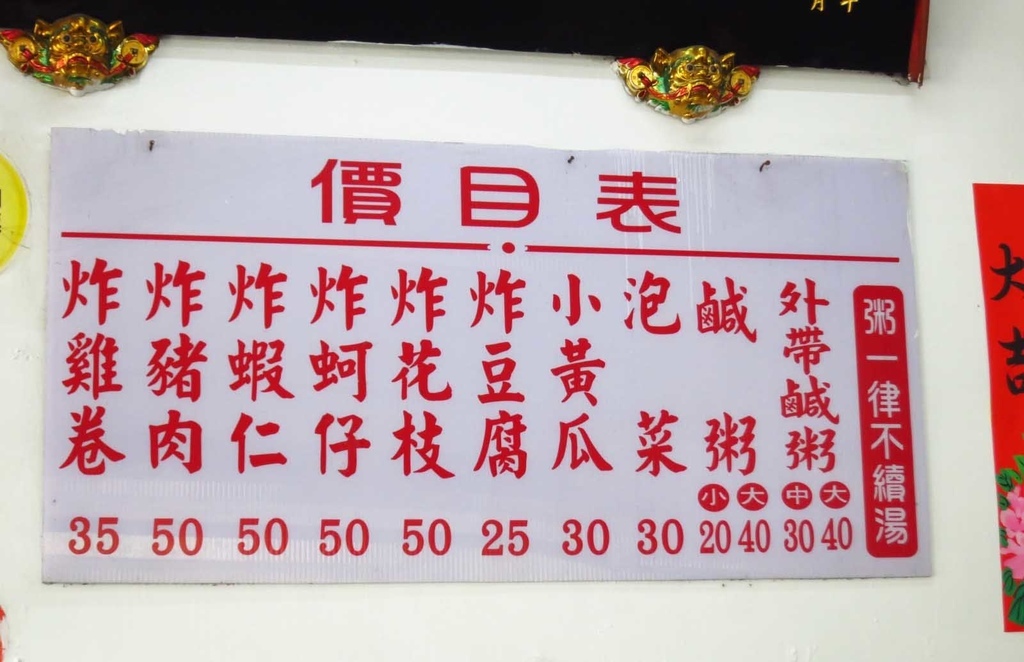 價目表
粥一律不續湯
外帶鹹粥 中30 大40
鹹粥 小20 大40
泡菜 30
小黃瓜 30
炸豆腐 25
炸花枝 50
炸蚵仔 50
炸蝦仁 50
炸豬肉 50
炸雞卷 35
大吉